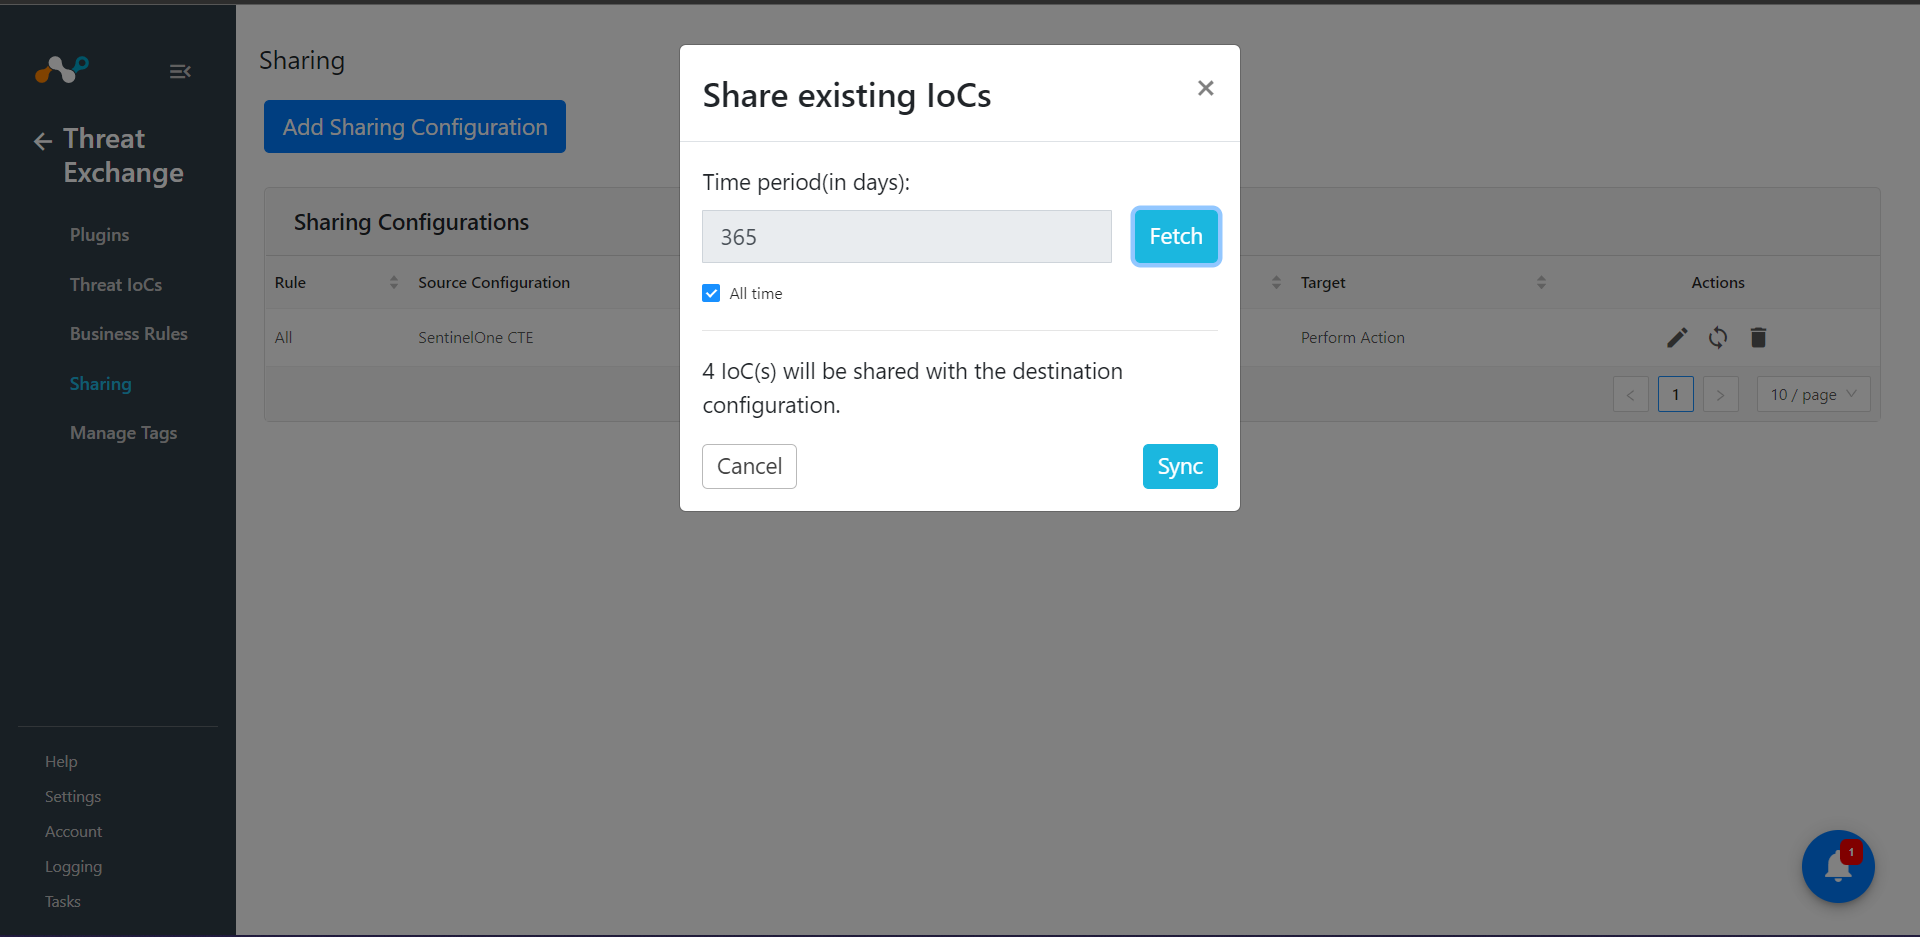 Threat
Exchange
Plugins
Threat IoCs
Business Rules
Sharing
Manage Tags
Help
Settings
Account
Logging
Tasks
Sharing
Add Sharing Configuration
Sharing Configurations
Rule Source Configuration Target Actions
All SentinelOne CTE Perform Action
< 1 > 10 / page
Share existing IoCs
×
Time period(in days):
365 Fetch
All time
4 IoC(s) will be shared with the destination
configuration.
Cancel Sync
1